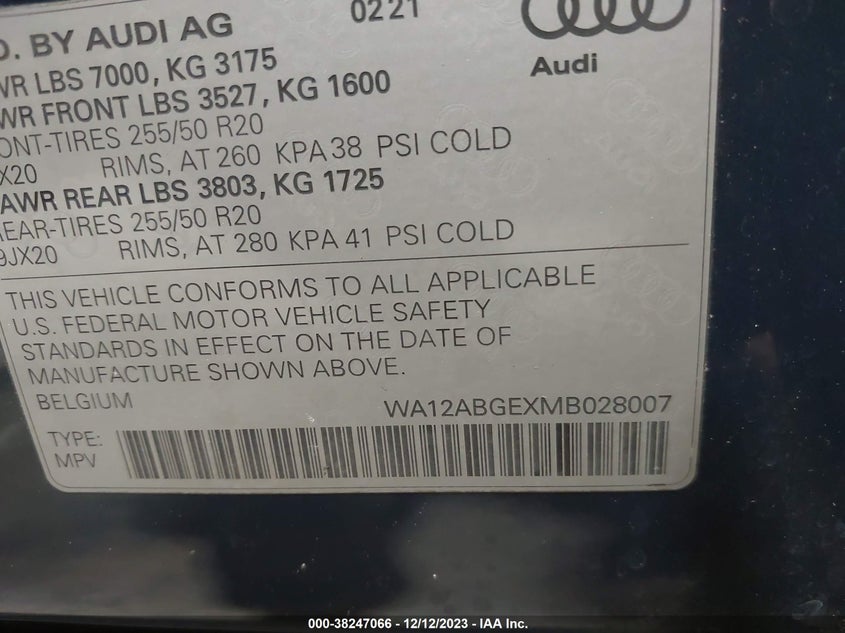 D. BY AUDI AG 0221
WR LBS 7000, KG 3175
WR FRONT LBS 3527, KG 1600
ONT-TIRES 255/50 R20
X20 RIMS, AT 260 KPA 38 PSI COLD
AWR REAR LBS 3803, KG 1725
EAR-TIRES 255/50 R20
9JX20 RIMS, AT 280 KPA 41 PSI COLD
Audi
THIS VEHICLE CONFORMS TO ALL APPLICABLE
U.S. FEDERAL MOTOR VEHICLE SAFETY
STANDARDS IN EFFECT ON THE DATE OF
MANUFACTURE SHOWN ABOVE.
BELGIUM WA12ABGEXMB028007
TYPE:
MPV
000-38247066 - 12/12/2023 - IAA Inc.